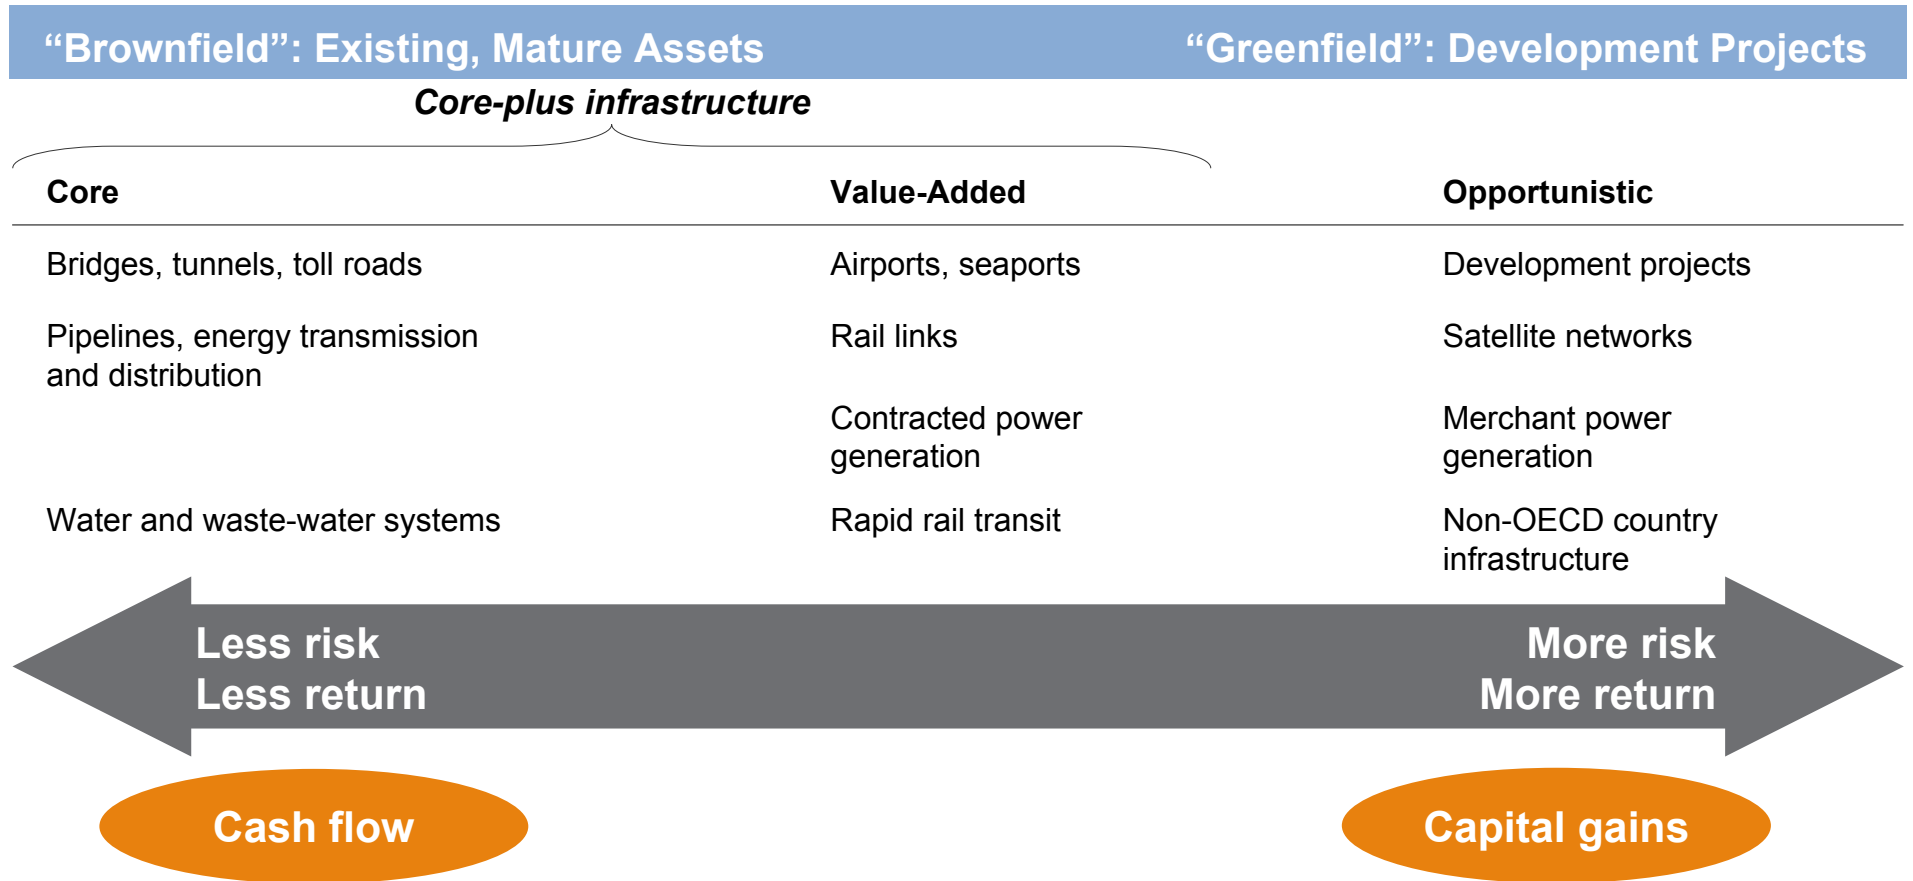 “Brownfield”: Existing, Mature Assets
“Greenfield”: Development Projects
Core-plus infrastructure
Core
Value-Added
Opportunistic
Bridges, tunnels, toll roads
Airports, seaports
Development projects
Pipelines, energy transmission
and distribution
Rail links
Satellite networks
Contracted power
generation
Merchant power
generation
Water and waste-water systems
Rapid rail transit
Non-OECD country
infrastructure
Less risk
Less return
More risk
More return
Cash flow
Capital gains